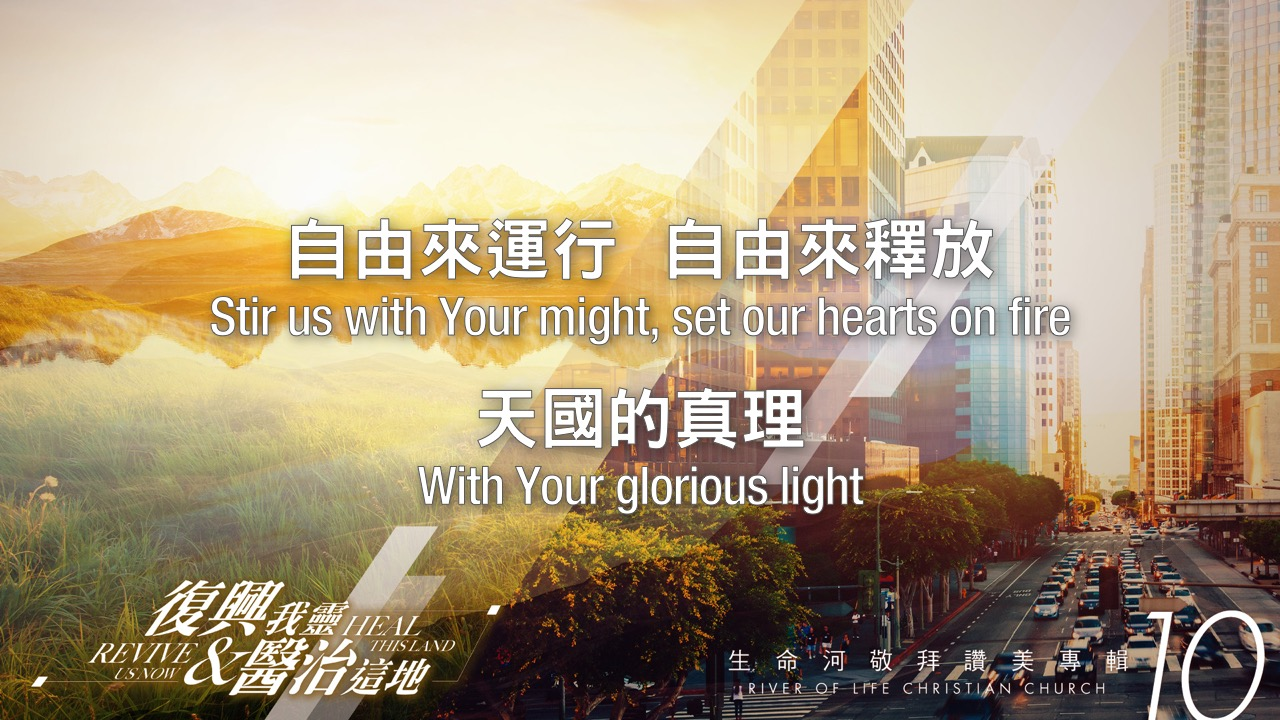 自由來運行 自由來釋放
Stir us with Your might, set our hearts on fire
天國的真理
With Your glorious light
復興我靈 HEAL THIS LAND
REVIVE US NOW & 醫治這地
生命河敬拜讚美專輯 10
RIVER OF LIFE CHRISTIAN CHURCH